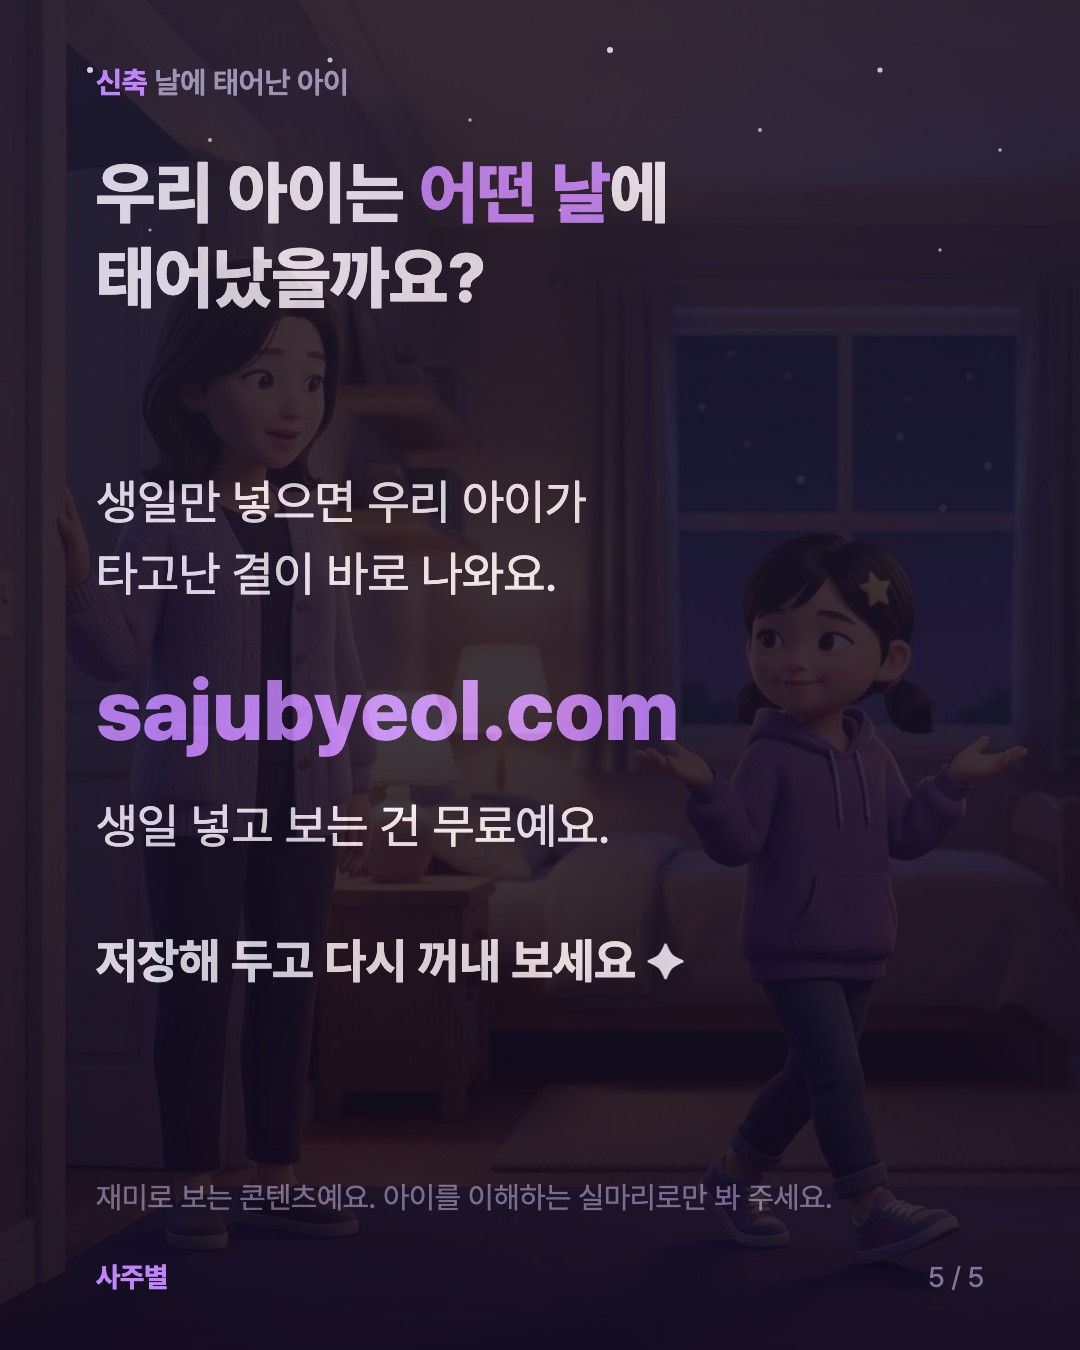 신축 날에 태어난 아이
우리 아이는 어떤 날에
태어났을까요?
생일만 넣으면 우리 아이가
타고난 결이 바로 나와요.
sajubyeol.com
생일 넣고 보는 건 무료예요.
저장해 두고 다시 꺼내 보세요 ✦
재미로 보는 콘텐츠예요. 아이를 이해하는 실마리로만 봐 주세요.
사주별
5 / 5